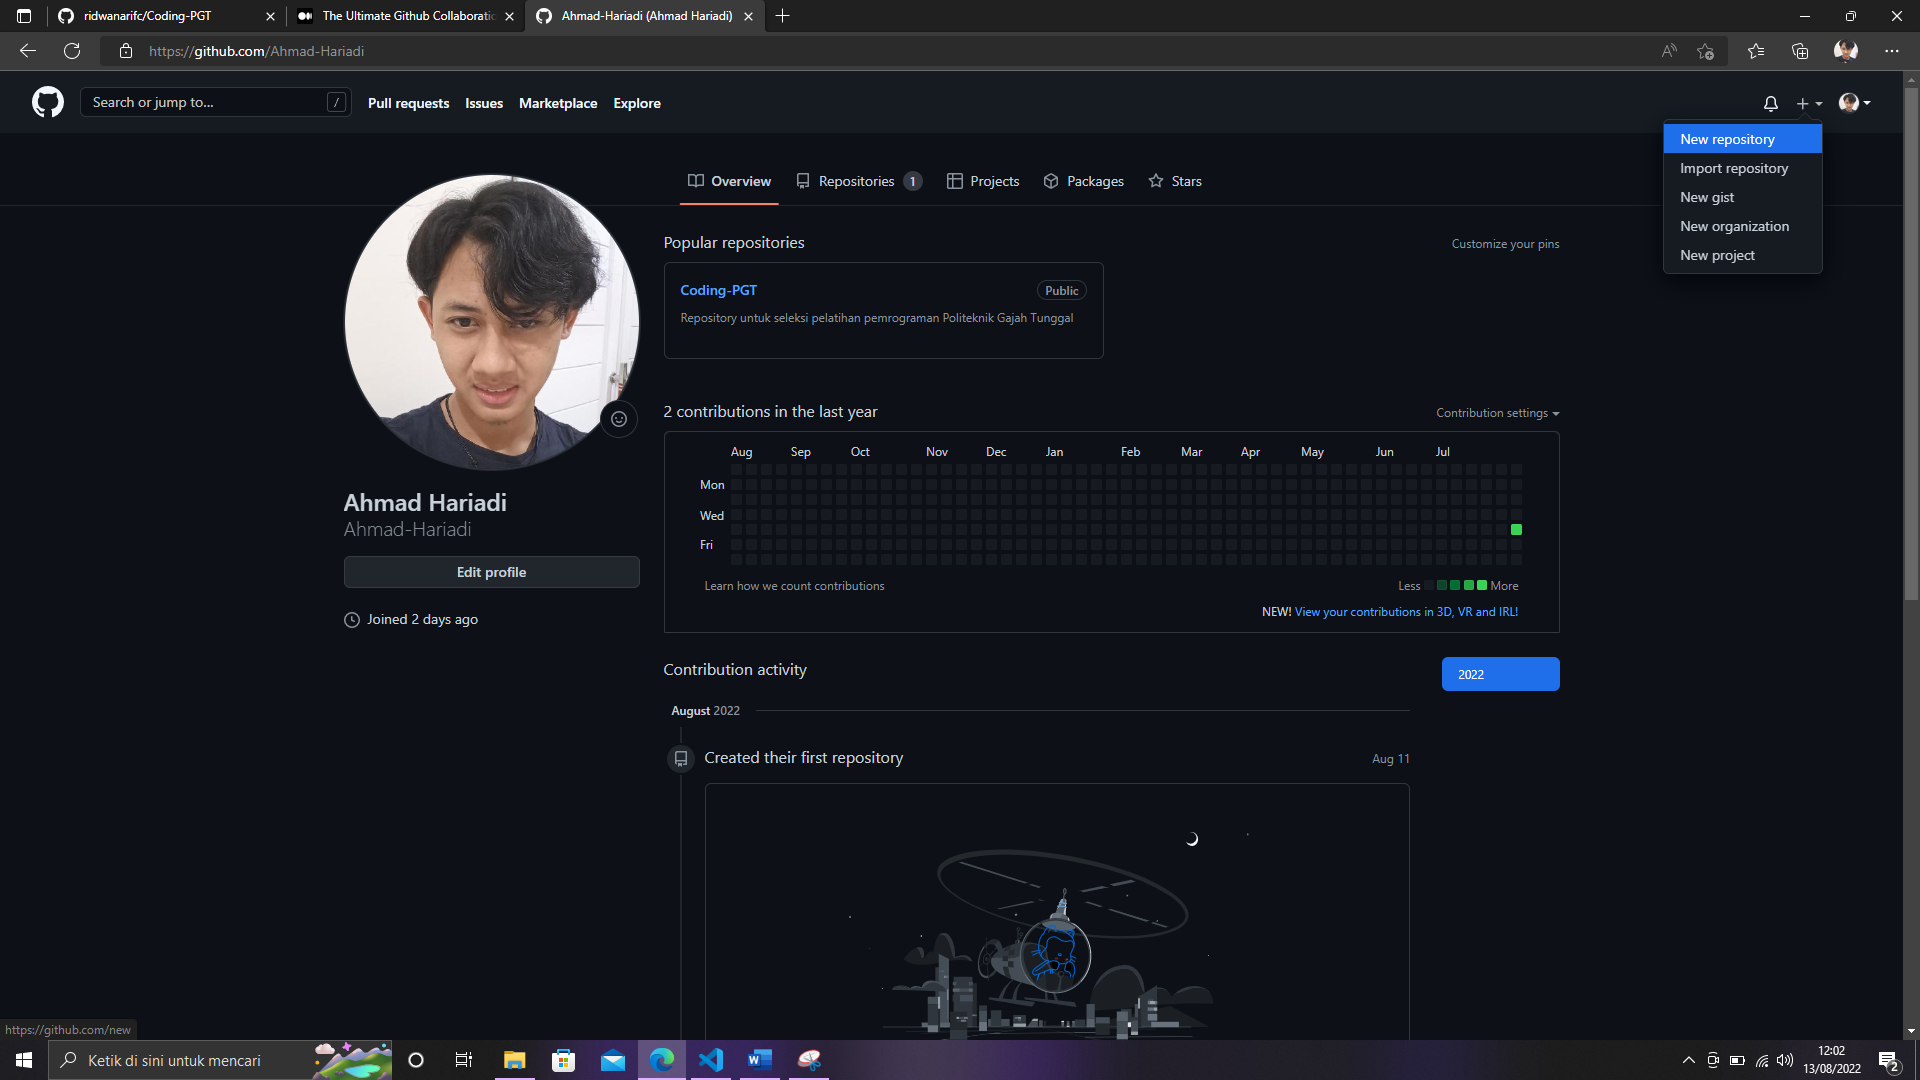 ridwanarifc/Coding-PGT
The Ultimate Github Collaboratic
Ahmad-Hariadi (Ahmad Hariadi)
https://github.com/Ahmad-Hariadi
Search or jump to...
/
Pull requests
Issues
Marketplace
Explore
New repository
Import repository
New gist
New organization
New project
Overview
Repositories 1
Projects
Packages
Stars
Popular repositories
Customize your pins
Coding-PGT
Public
Repository untuk seleksi pelatihan pemrograman Politeknik Gajah Tunggal
2 contributions in the last year
Contribution settings
Aug Sep Oct Nov Dec Jan Feb Mar Apr May Jun Jul
Mon
Wed
Fri
Learn how we count contributions
Less More
NEW! View your contributions in 3D, VR and IRL!
Ahmad Hariadi
Ahmad-Hariadi
Edit profile
Joined 2 days ago
Contribution activity
2022
August 2022
Created their first repository
Aug 11
https://github.com/new
Ketik di sini untuk mencari
12:02
13/08/2022
2